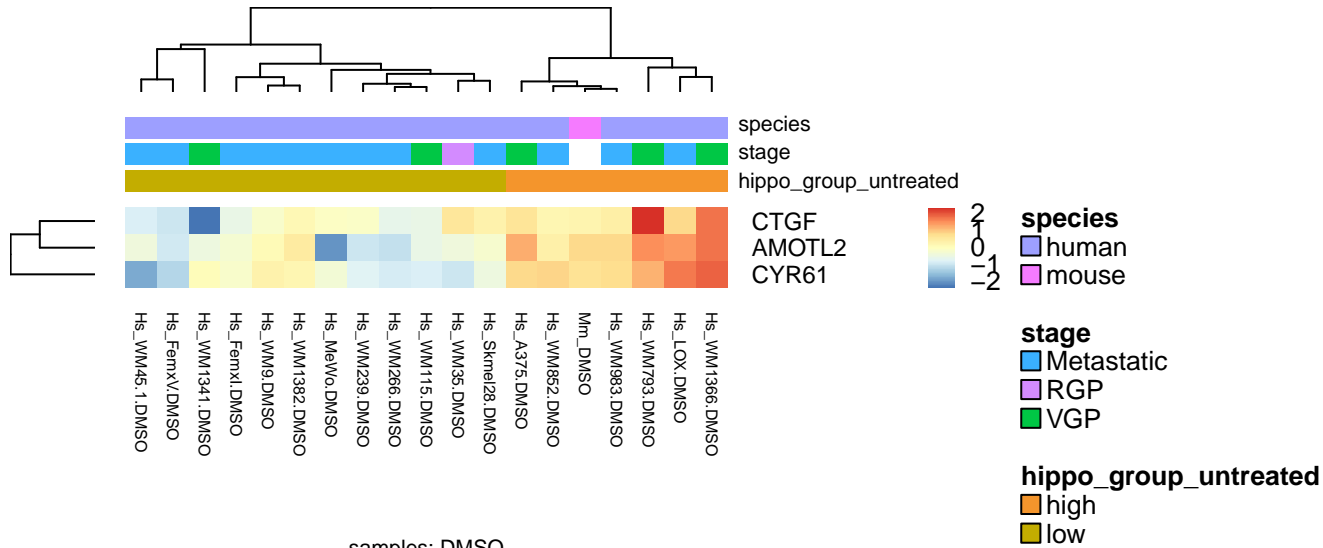 species
stage
hippo_group_untreated
CTGF
AMOTL2
CYR61
2
1
0
−1
−2
species
human
mouse
stage
Metastatic
RGP
VGP
hippo_group_untreated
high
low
Hs_WM45.1.DMSO
Hs_FemxV.DMSO
Hs_WM1341.DMSO
Hs_FemxI.DMSO
Hs_WM9.DMSO
Hs_WM1382.DMSO
Hs_MeWo.DMSO
Hs_WM239.DMSO
Hs_WM266.DMSO
Hs_WM115.DMSO
Hs_WM35.DMSO
Hs_Skmel28.DMSO
Hs_A375.DMSO
Hs_WM852.DMSO
Mm_DMSO
Hs_WM983.DMSO
Hs_WM793.DMSO
Hs_LOX.DMSO
Hs_WM1366.DMSO
samples: DMSO